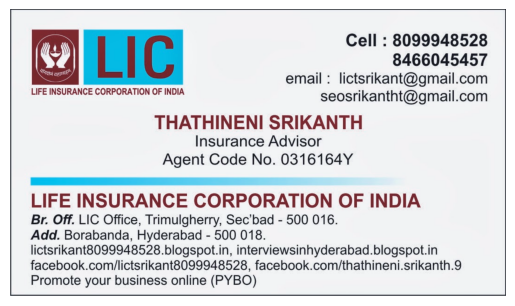 LIC
LIFE INSURANCE CORPORATION OF INDIA
Cell : 8099948528
8466045457
email : lictsrikant@gmail.com
seosrikantht@gmail.com
THATHINENI SRIKANTH
Insurance Advisor
Agent Code No. 0316164Y
LIFE INSURANCE CORPORATION OF INDIA
Br. Off. LIC Office, Trimulgherry, Sec'bad - 500 016.
Add. Borabanda, Hyderabad - 500 018.
lictsrikant8099948528.blogspot.in, interviewsinhyderabad.blogspot.in
facebook.com/lictsrikant8099948528, facebook.com/thathineni.srikanth.9
Promote your business online (PYBO)